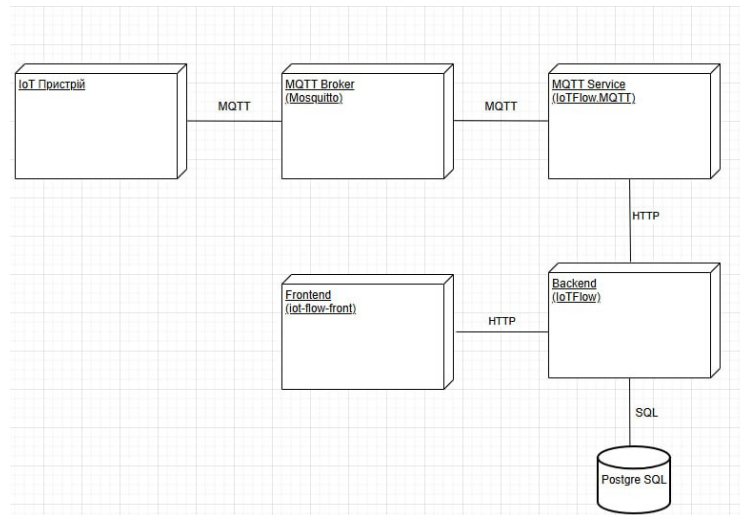 IoT Пристрій
MQTT
MQTT Broker
(Mosquitto)
MQTT
MQTT Service
(IoTFlow.MQTT)
HTTP
Frontend
(iot-flow-front)
HTTP
Backend
(IoTFlow)
SQL
Postgre SQL